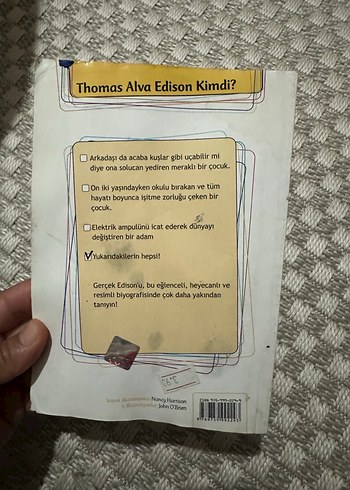 Thomas Alva Edison Kimdi?
Arkadaşı da acaba kuşlar gibi uçabilir mi
diye ona solucan yediren meraklı bir çocuk.
On iki yaşındayken okulu bırakan ve tüm
hayatı boyunca işitme zorluğu çeken bir
çocuk.
Elektrik ampulünü icat ederek dünyayı
değiştiren bir adam
Yukarıdakilerin hepsi!
Gerçek Edison'u, bu eğlenceli, heyecanlı ve
resimli biyografisinde çok daha yakından
tanıyın!
Nancy Harrison
John O'Brien